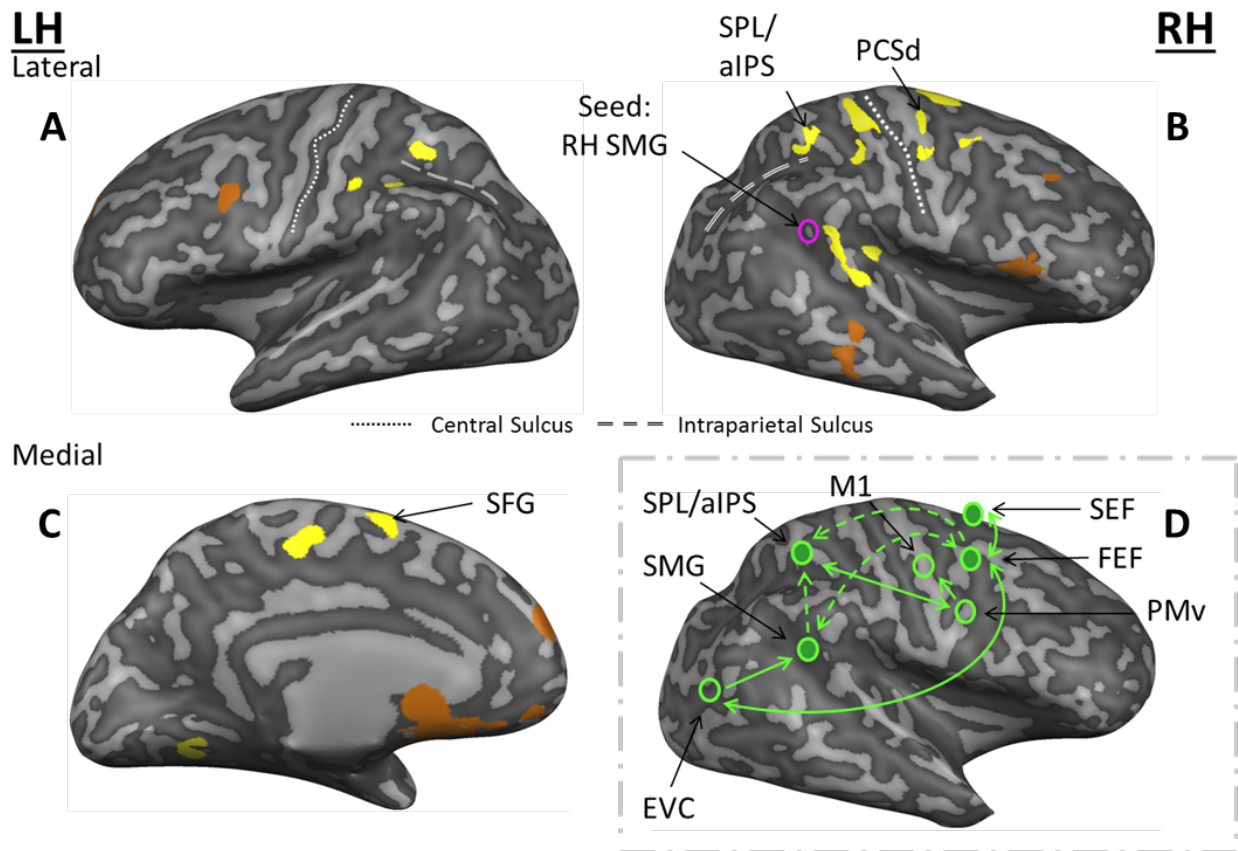 LH
Lateral
A
SPL/
aIPS
PCSd
RH
Seed:
RH SMG
B
Central Sulcus
Intraparietal Sulcus
Medial
C
SFG
SPL/aIPS
M1
SEF
D
SMG
FEF
PMv
EVC